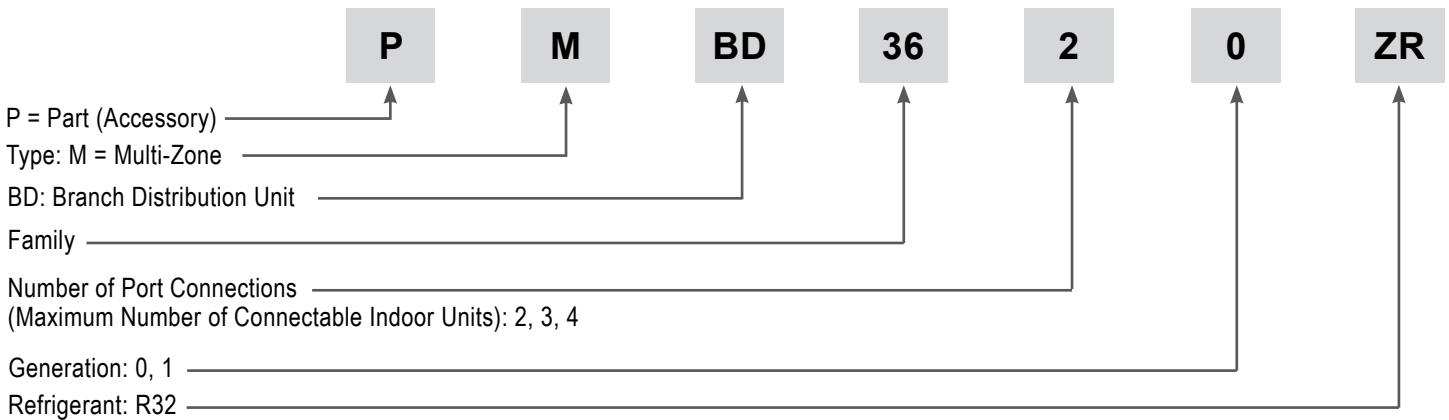 P M BD 36 2 0 ZR
P = Part (Accessory)
Type: M = Multi-Zone
BD: Branch Distribution Unit
Family
Number of Port Connections
(Maximum Number of Connectable Indoor Units): 2, 3, 4
Generation: 0, 1
Refrigerant: R32